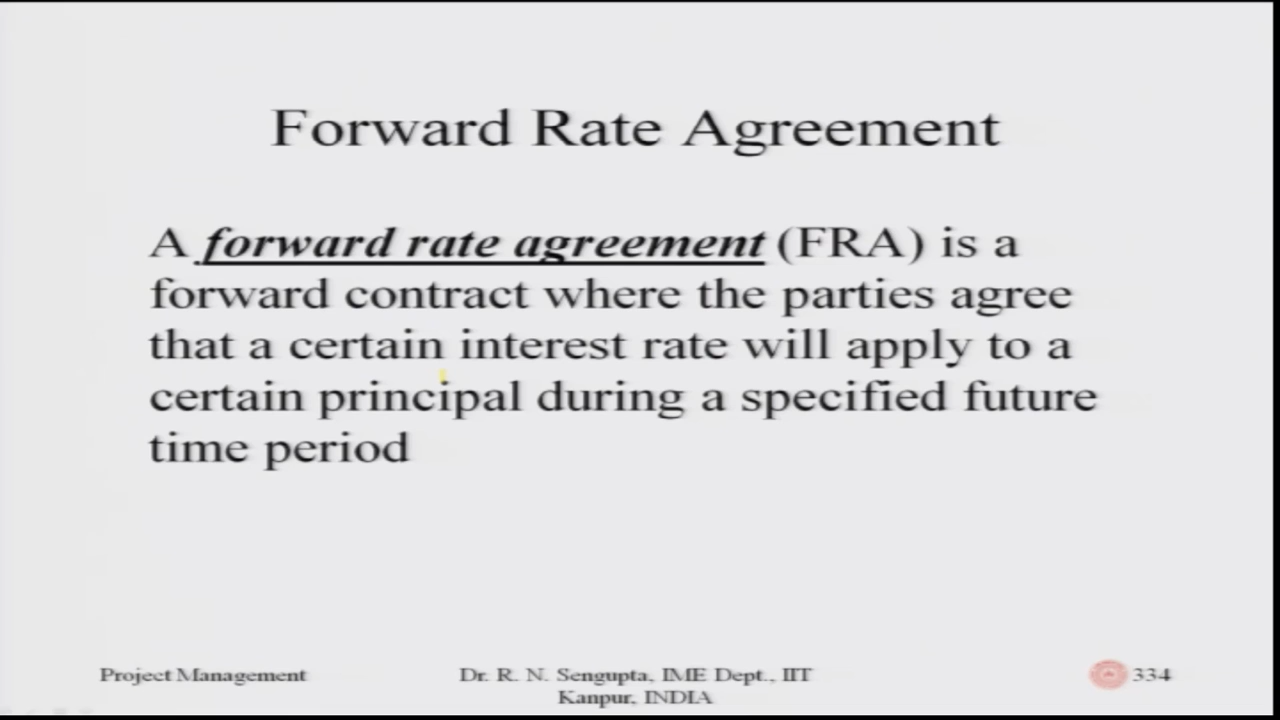 Forward Rate Agreement
A forward rate agreement (FRA) is a
forward contract where the parties agree
that a certain interest rate will apply to a
certain principal during a specified future
time period
Project Management
Dr. R. N. Sengupta, IME Dept., IIT
Kanpur, INDIA
334